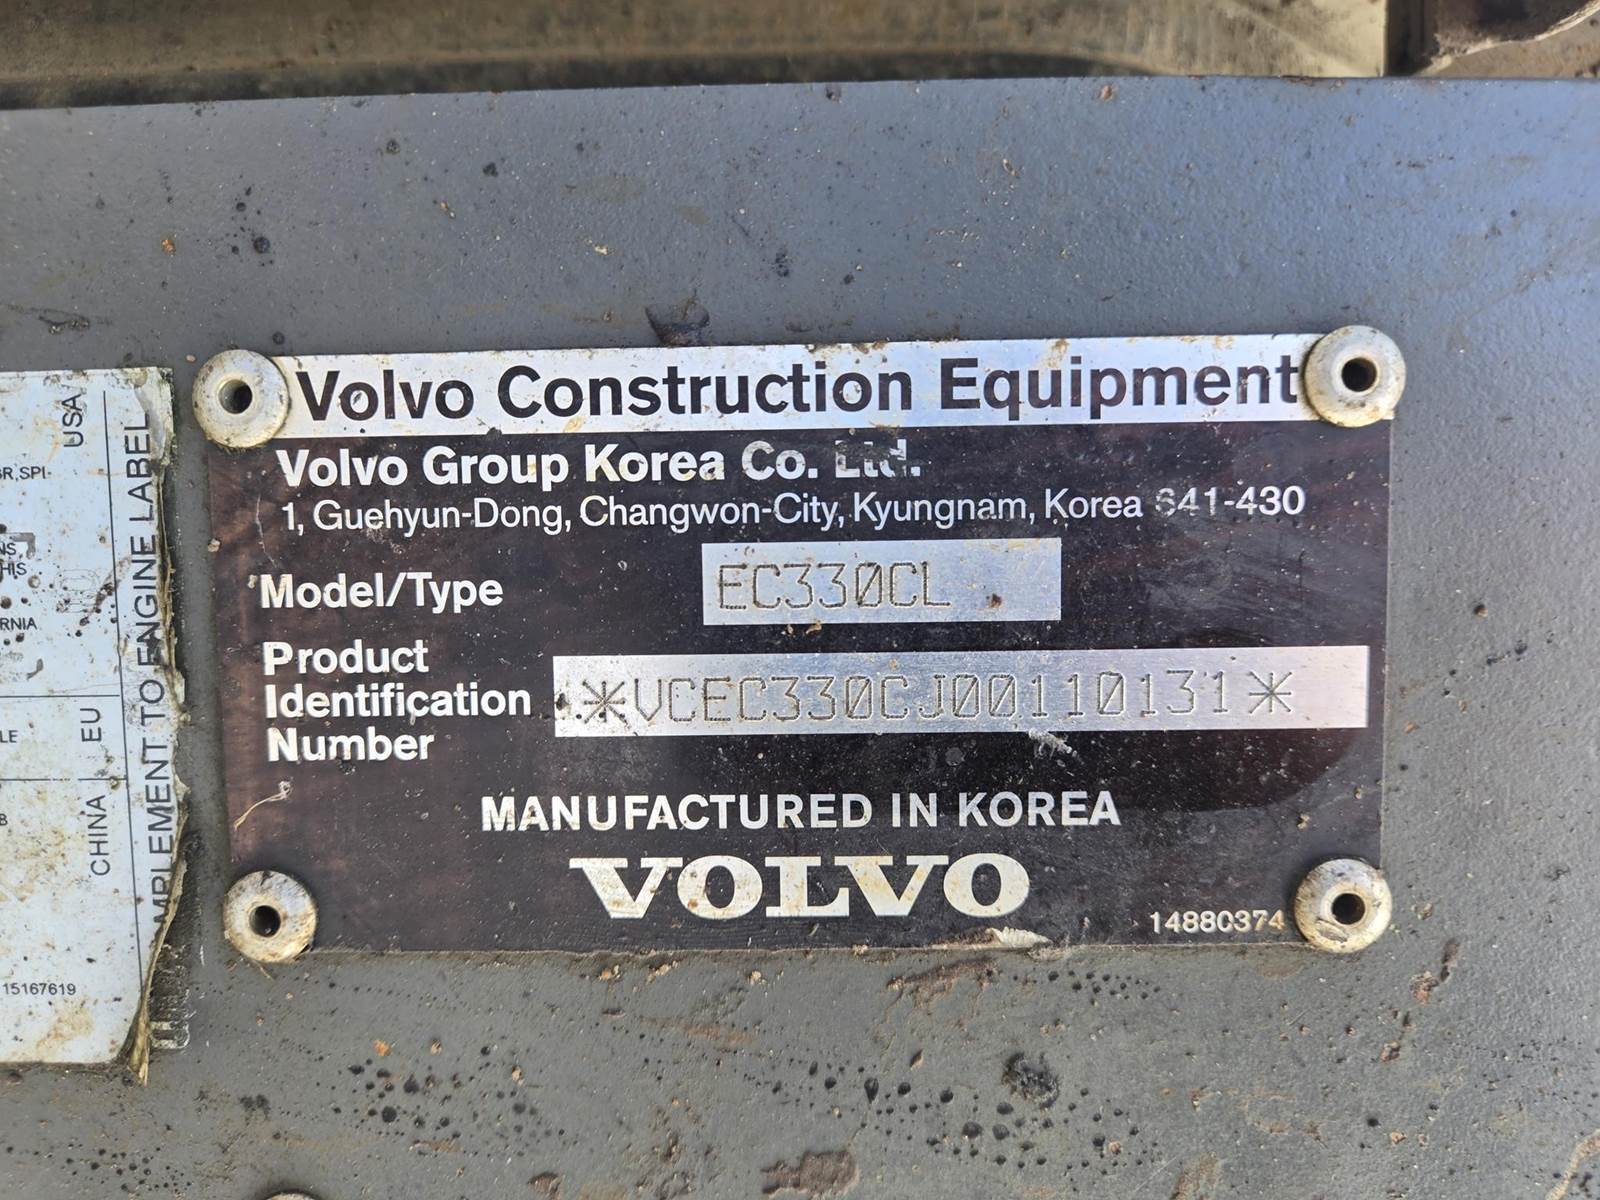 Volvo Construction Equipment
Volvo Group Korea Co. Ltd.
1, Guehyun-Dong, Changwon-City, Kyungnam, Korea 641-430
Model/Type EC330CL
Product
Identification
Number
*VCEC330CJ00110131*
MANUFACTURED IN KOREA
VOLVO
14880374
USA
EU
CHINA
TO ENGINE LABEL
15167619